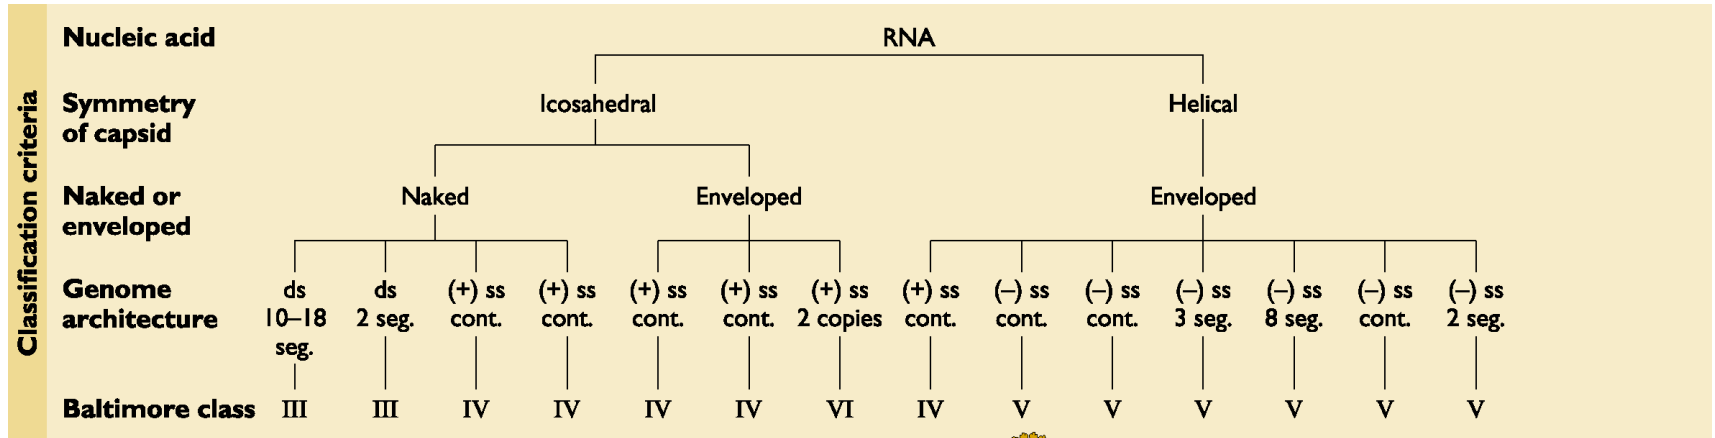 Classification criteria
Nucleic acid RNA
Symmetry of capsid Icosahedral Helical
Naked or enveloped Naked Enveloped Enveloped
Genome architecture
ds 10–18 seg.
ds 2 seg.
(+) ss cont.
(+) ss cont.
(+) ss cont.
(+) ss cont.
(+) ss 2 copies
(+) ss cont.
(–) ss cont.
(–) ss cont.
(–) ss 3 seg.
(–) ss 8 seg.
(–) ss cont.
(–) ss 2 seg.
Baltimore class III III IV IV IV IV VI IV V V V V V V